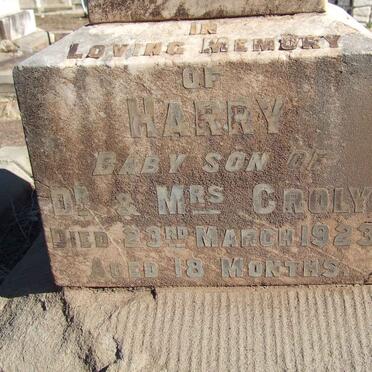 IN
LOVING MEMORY
OF
HARRY
BABY SON OF
DR & MRS CROLY
DIED 23RD MARCH 1923
AGED 18 MONTHS.